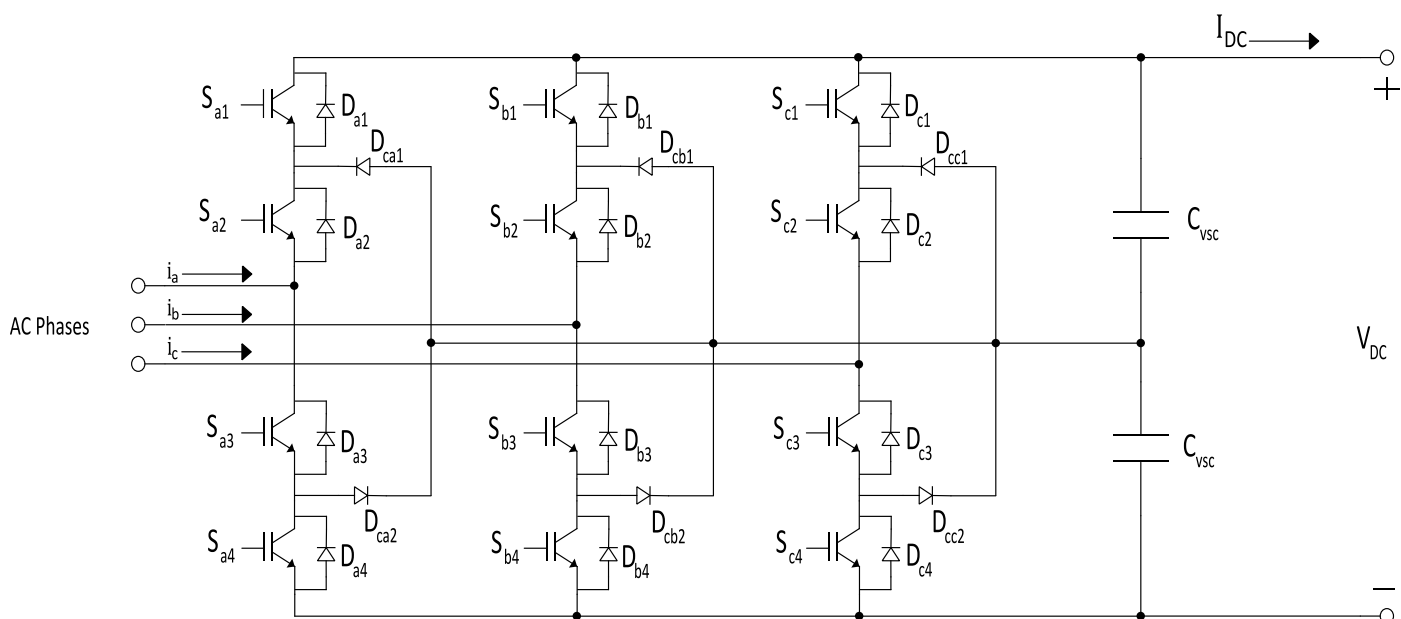 I_DC
+
S_a1
D_a1
S_b1
D_b1
S_c1
D_c1
D_ca1
D_cb1
D_cc1
S_a2
D_a2
S_b2
D_b2
S_c2
D_c2
C_vsc
i_a
i_b
i_c
AC Phases
V_DC
S_a3
D_a3
S_b3
D_b3
S_c3
D_c3
C_vsc
D_ca2
D_cb2
D_cc2
S_a4
D_a4
S_b4
D_b4
S_c4
D_c4
−